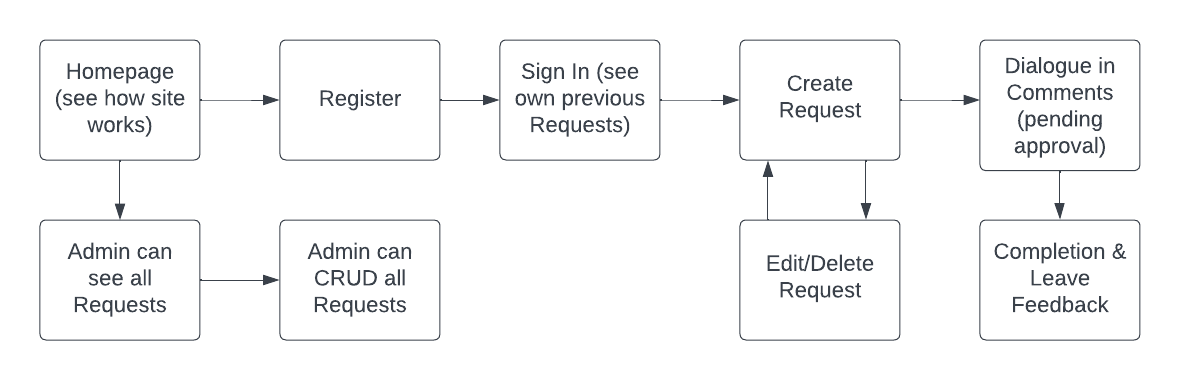 Homepage
(see how site
works)
Register
Sign In (see
own previous
Requests)
Create
Request
Dialogue in
Comments
(pending
approval)
Admin can
see all
Requests
Admin can
CRUD all
Requests
Edit/Delete
Request
Completion &
Leave
Feedback